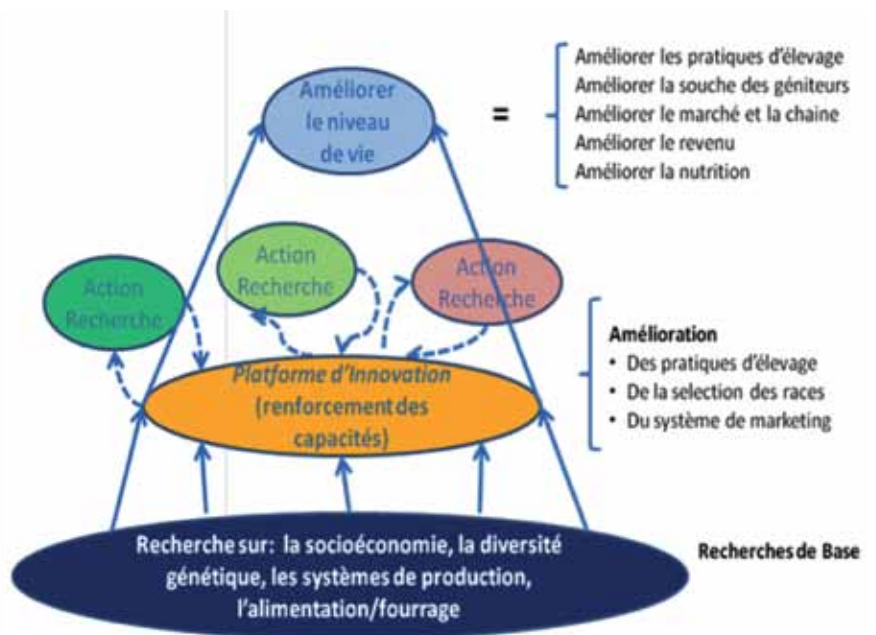 Améliorer
le niveau
de vie
=
Améliorer les pratiques d'élevage
Améliorer la souche des géniteurs
Améliorer le marché et la chaine
Améliorer le revenu
Améliorer la nutrition
Action
Recherche
Action
Recherche
Action
Recherche
Platforme d'Innovation
(renforcement des
capacités)
Amélioration
• Des pratiques d'élevage
• De la selection des races
• Du système de marketing
Recherche sur: la socioéconomie, la diversité
génétique, les systèmes de production,
l'alimentation/fourrage
Recherches de Base